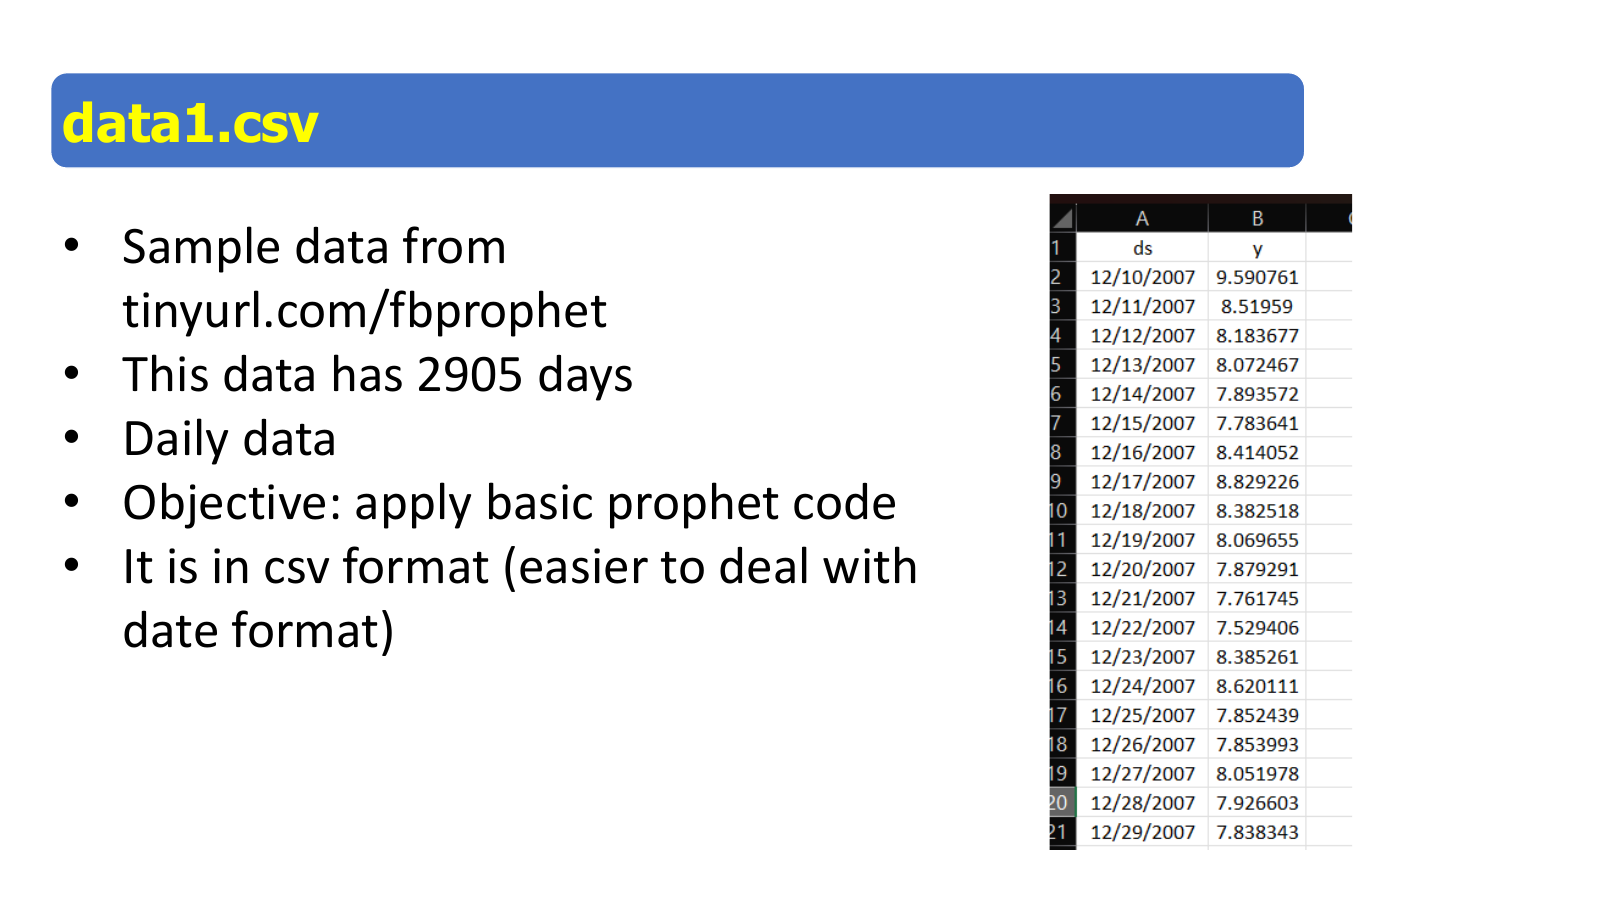 data1.csv
• Sample data from
tinyurl.com/fbprophet
• This data has 2905 days
• Daily data
• Objective: apply basic prophet code
• It is in csv format (easier to deal with
date format)
A B
1 ds y
2 12/10/2007 9.590761
3 12/11/2007 8.51959
4 12/12/2007 8.183677
5 12/13/2007 8.072467
6 12/14/2007 7.893572
7 12/15/2007 7.783641
8 12/16/2007 8.414052
9 12/17/2007 8.829226
10 12/18/2007 8.382518
11 12/19/2007 8.069655
12 12/20/2007 7.879291
13 12/21/2007 7.761745
14 12/22/2007 7.529406
15 12/23/2007 8.385261
16 12/24/2007 8.620111
17 12/25/2007 7.852439
18 12/26/2007 7.853993
19 12/27/2007 8.051978
20 12/28/2007 7.926603
21 12/29/2007 7.838343